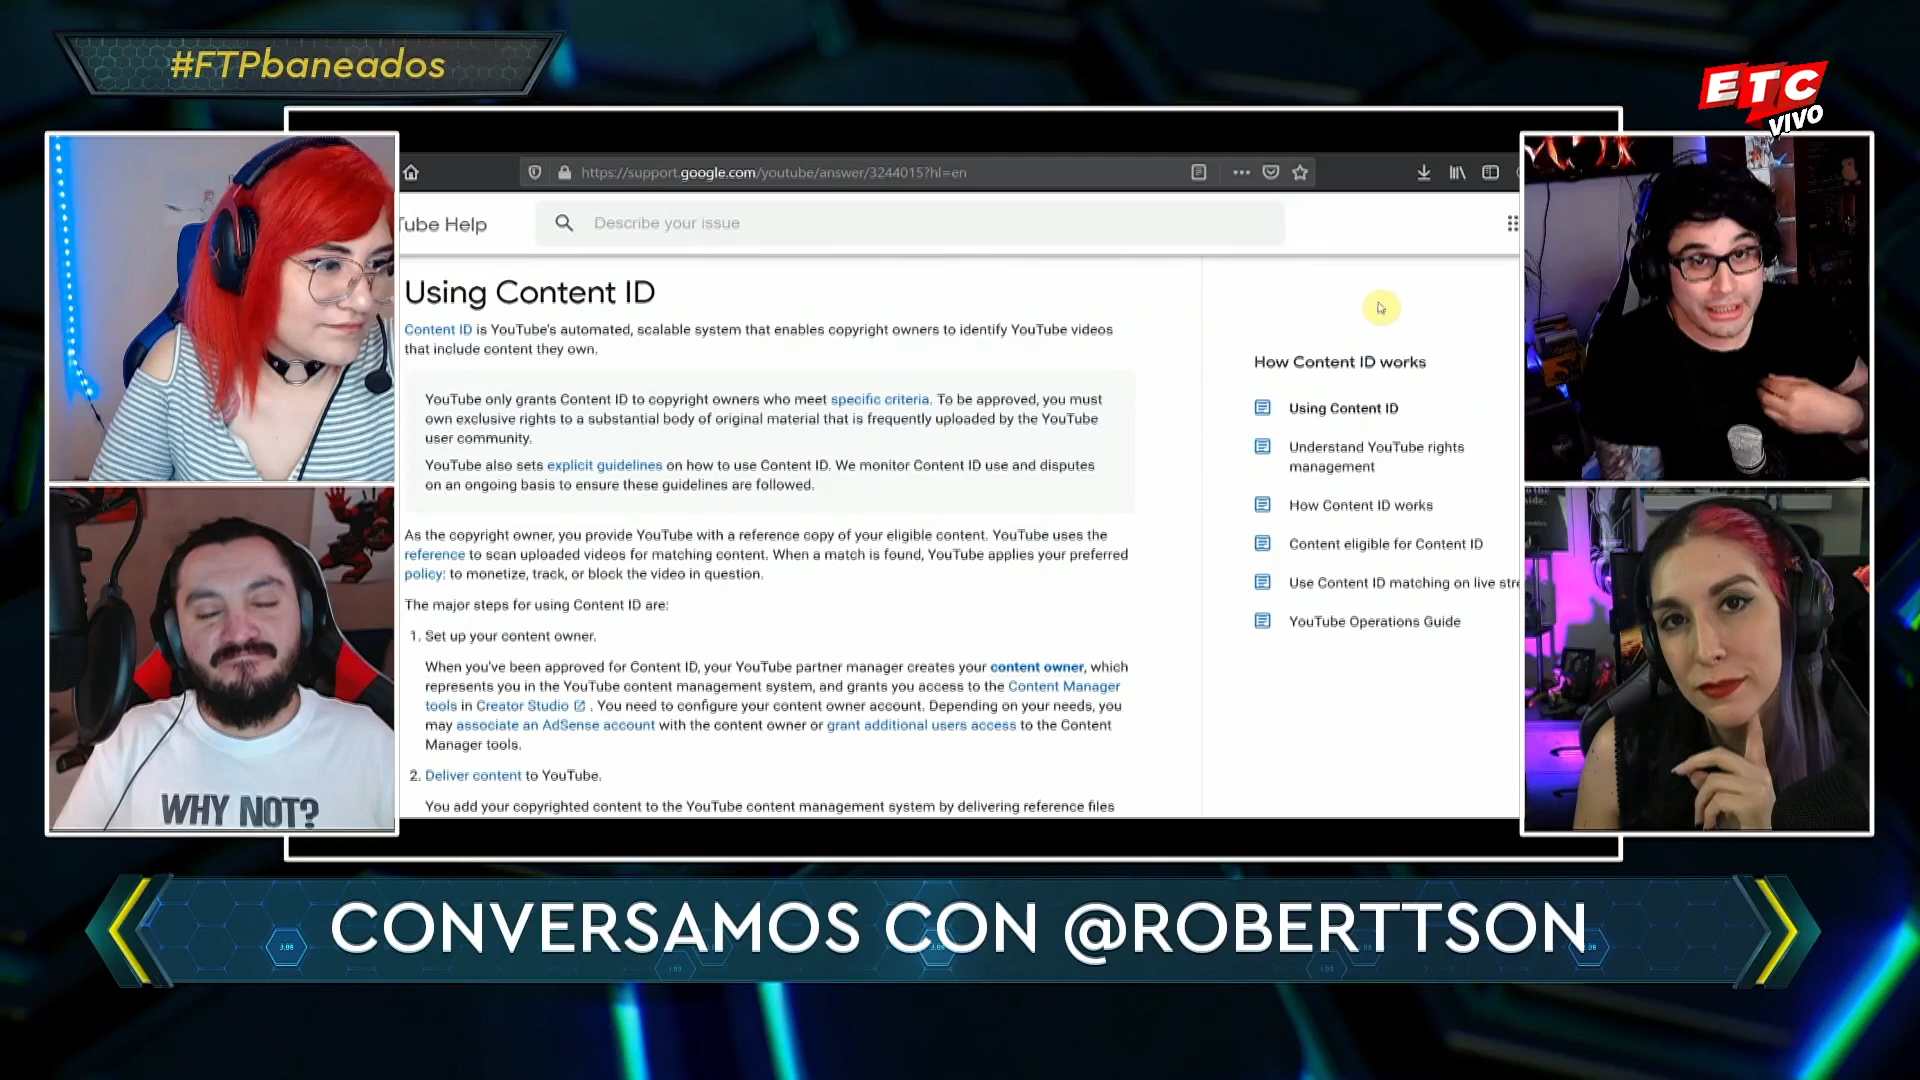 #FTPbaneados
ETC
VIVO
https://support.google.com/youtube/answer/3244015?hl=en
Tube Help
Describe your issue
Using Content ID
Content ID is YouTube's automated, scalable system that enables copyright owners to identify YouTube videos
that include content they own.
YouTube only grants Content ID to copyright owners who meet specific criteria. To be approved, you must
own exclusive rights to a substantial body of original material that is frequently uploaded by the YouTube
user community.
YouTube also sets explicit guidelines on how to use Content ID. We monitor Content ID use and disputes
on an ongoing basis to ensure these guidelines are followed.
As the copyright owner, you provide YouTube with a reference copy of your eligible content. YouTube uses the
reference to scan uploaded videos for matching content. When a match is found, YouTube applies your preferred
policy: to monetize, track, or block the video in question.
The major steps for using Content ID are:
1. Set up your content owner.
When you've been approved for Content ID, your YouTube partner manager creates your content owner, which
represents you in the YouTube content management system, and grants you access to the Content Manager
tools in Creator Studio . You need to configure your content owner account. Depending on your needs, you
may associate an AdSense account with the content owner or grant additional users access to the Content
Manager tools.
2. Deliver content to YouTube.
You add your copyrighted content to the YouTube content management system by delivering reference files
How Content ID works
Using Content ID
Understand YouTube rights
management
How Content ID works
Content eligible for Content ID
Use Content ID matching on live stre
YouTube Operations Guide
WHY NOT?
CONVERSAMOS CON @ROBERTTSON